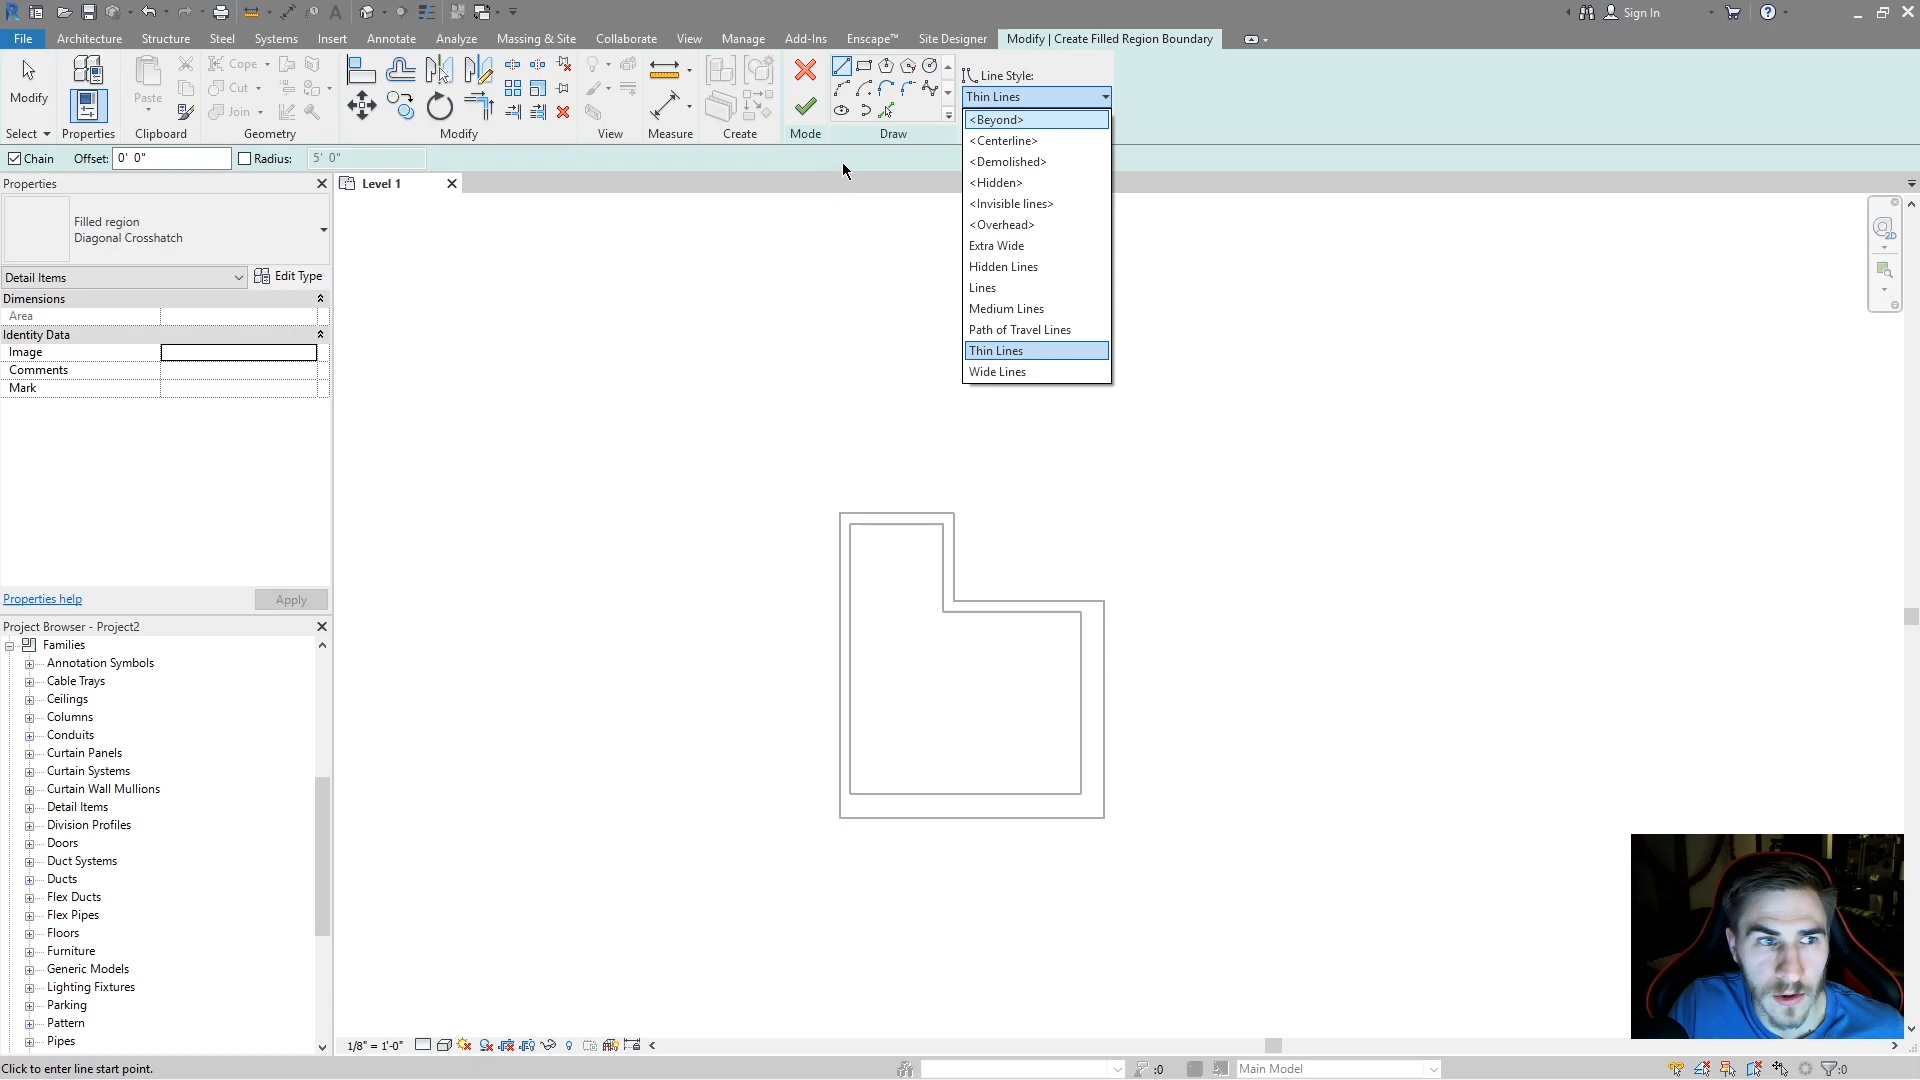 Sign In
File Architecture Structure Steel Systems Insert Annotate Analyze Massing & Site Collaborate View Manage Add-Ins Enscape™ Site Designer Modify | Create Filled Region Boundary
Modify
Paste
Cope
Cut
Join
Line Style:
Thin Lines
Select Properties Clipboard Geometry Modify View Measure Create Mode Draw
<Beyond>
<Centerline>
<Demolished>
<Hidden>
<Invisible lines>
<Overhead>
Extra Wide
Hidden Lines
Lines
Medium Lines
Path of Travel Lines
Thin Lines
Wide Lines
Chain Offset: 0' 0" Radius: 5' 0"
Properties
Level 1
Filled region
Diagonal Crosshatch
Detail Items Edit Type
Dimensions
Area
Identity Data
Image
Comments
Mark
Properties help Apply
Project Browser - Project2
Families
Annotation Symbols
Cable Trays
Ceilings
Columns
Conduits
Curtain Panels
Curtain Systems
Curtain Wall Mullions
Detail Items
Division Profiles
Doors
Duct Systems
Ducts
Flex Ducts
Flex Pipes
Floors
Furniture
Generic Models
Lighting Fixtures
Parking
Pattern
Pipes
2D
1/8" = 1'-0"
Click to enter line start point.
:0
Main Model
:0